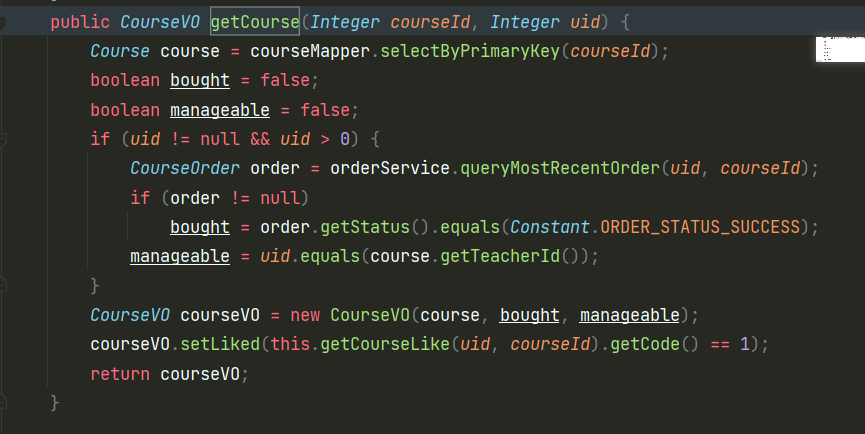 public CourseVO getCourse(Integer courseId, Integer uid) {
Course course = courseMapper.selectByPrimaryKey(courseId);
boolean bought = false;
boolean manageable = false;
if (uid != null && uid > 0) {
CourseOrder order = orderService.queryMostRecentOrder(uid, courseId);
if (order != null)
bought = order.getStatus().equals(Constant.ORDER_STATUS_SUCCESS);
manageable = uid.equals(course.getTeacherId());
}
CourseVO courseVO = new CourseVO(course, bought, manageable);
courseVO.setLiked(this.getCourseLike(uid, courseId).getCode() == 1);
return courseVO;
}